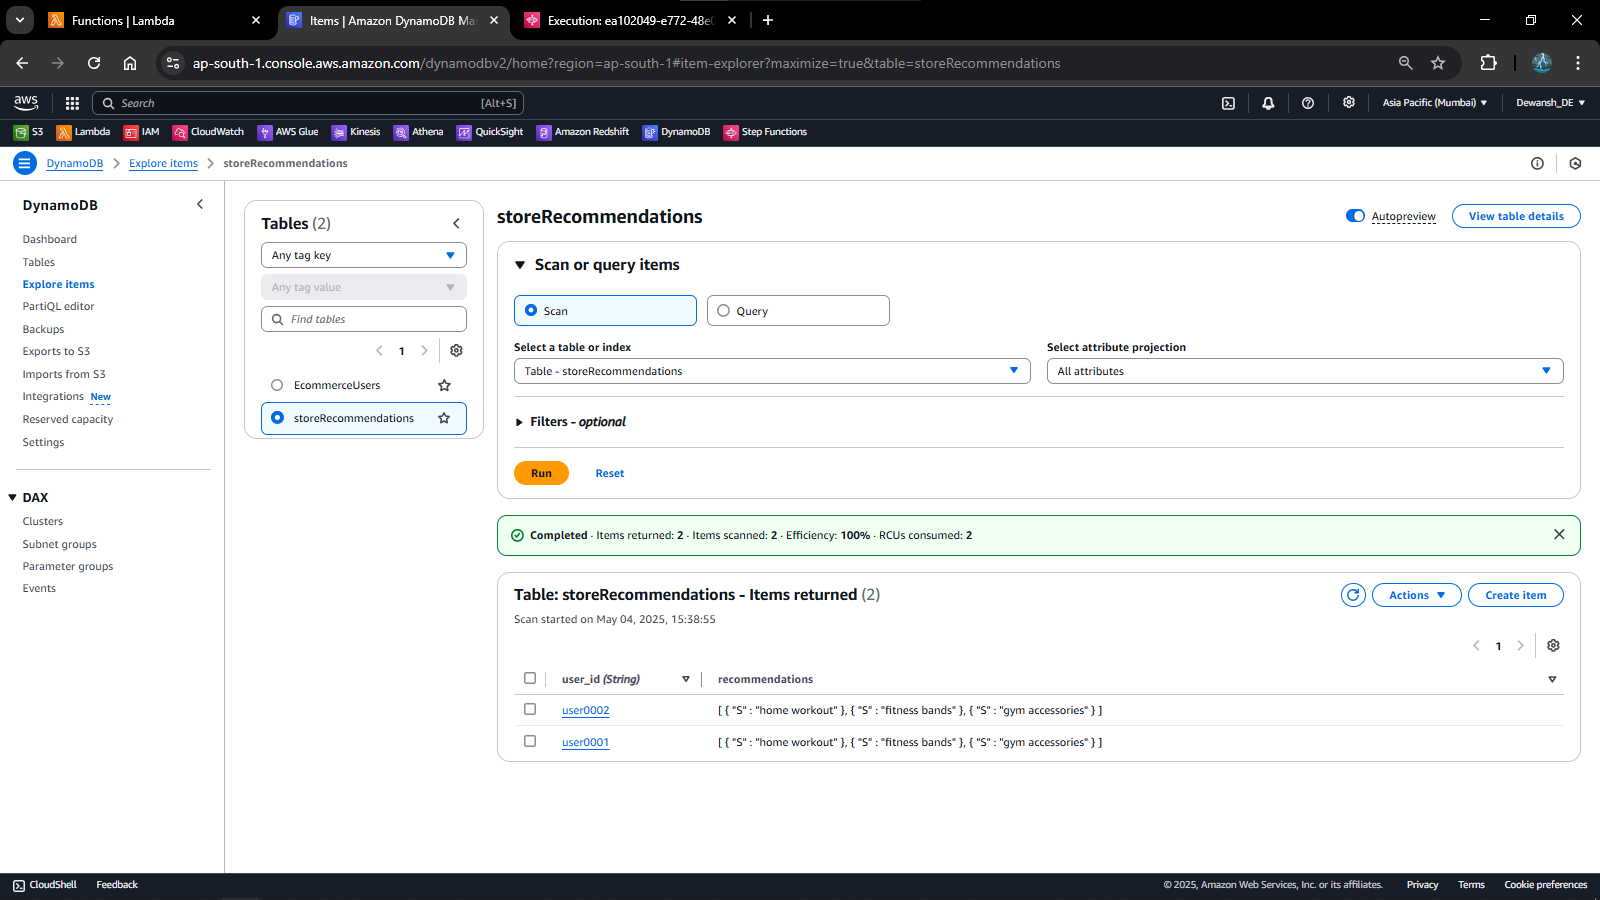 Functions | Lambda
Items | Amazon DynamoDB Ma
Execution: ea102049-e772-48e0
ap-south-1.console.aws.amazon.com/dynamodbv2/home?region=ap-south-1#item-explorer?maximize=true&table=storeRecommendations
aws
Search
[Alt+S]
Asia Pacific (Mumbai)
Dewansh_DE
S3
Lambda
IAM
CloudWatch
AWS Glue
Kinesis
Athena
QuickSight
Amazon Redshift
DynamoDB
Step Functions
DynamoDB
Explore items
storeRecommendations
DynamoDB
Dashboard
Tables
Explore items
PartiQL editor
Backups
Exports to S3
Imports from S3
Integrations New
Reserved capacity
Settings
DAX
Clusters
Subnet groups
Parameter groups
Events
Tables (2)
Any tag key
Any tag value
Find tables
1
EcommerceUsers
storeRecommendations
storeRecommendations
Autopreview
View table details
Scan or query items
Scan
Query
Select a table or index
Table - storeRecommendations
Select attribute projection
All attributes
Filters - optional
Run
Reset
Completed · Items returned: 2 · Items scanned: 2 · Efficiency: 100% · RCUs consumed: 2
Table: storeRecommendations - Items returned (2)
Scan started on May 04, 2025, 15:38:55
Actions
Create item
1
user_id (String)
recommendations
user0002
[ { "S" : "home workout" }, { "S" : "fitness bands" }, { "S" : "gym accessories" } ]
user0001
[ { "S" : "home workout" }, { "S" : "fitness bands" }, { "S" : "gym accessories" } ]
CloudShell
Feedback
© 2025, Amazon Web Services, Inc. or its affiliates.
Privacy
Terms
Cookie preferences